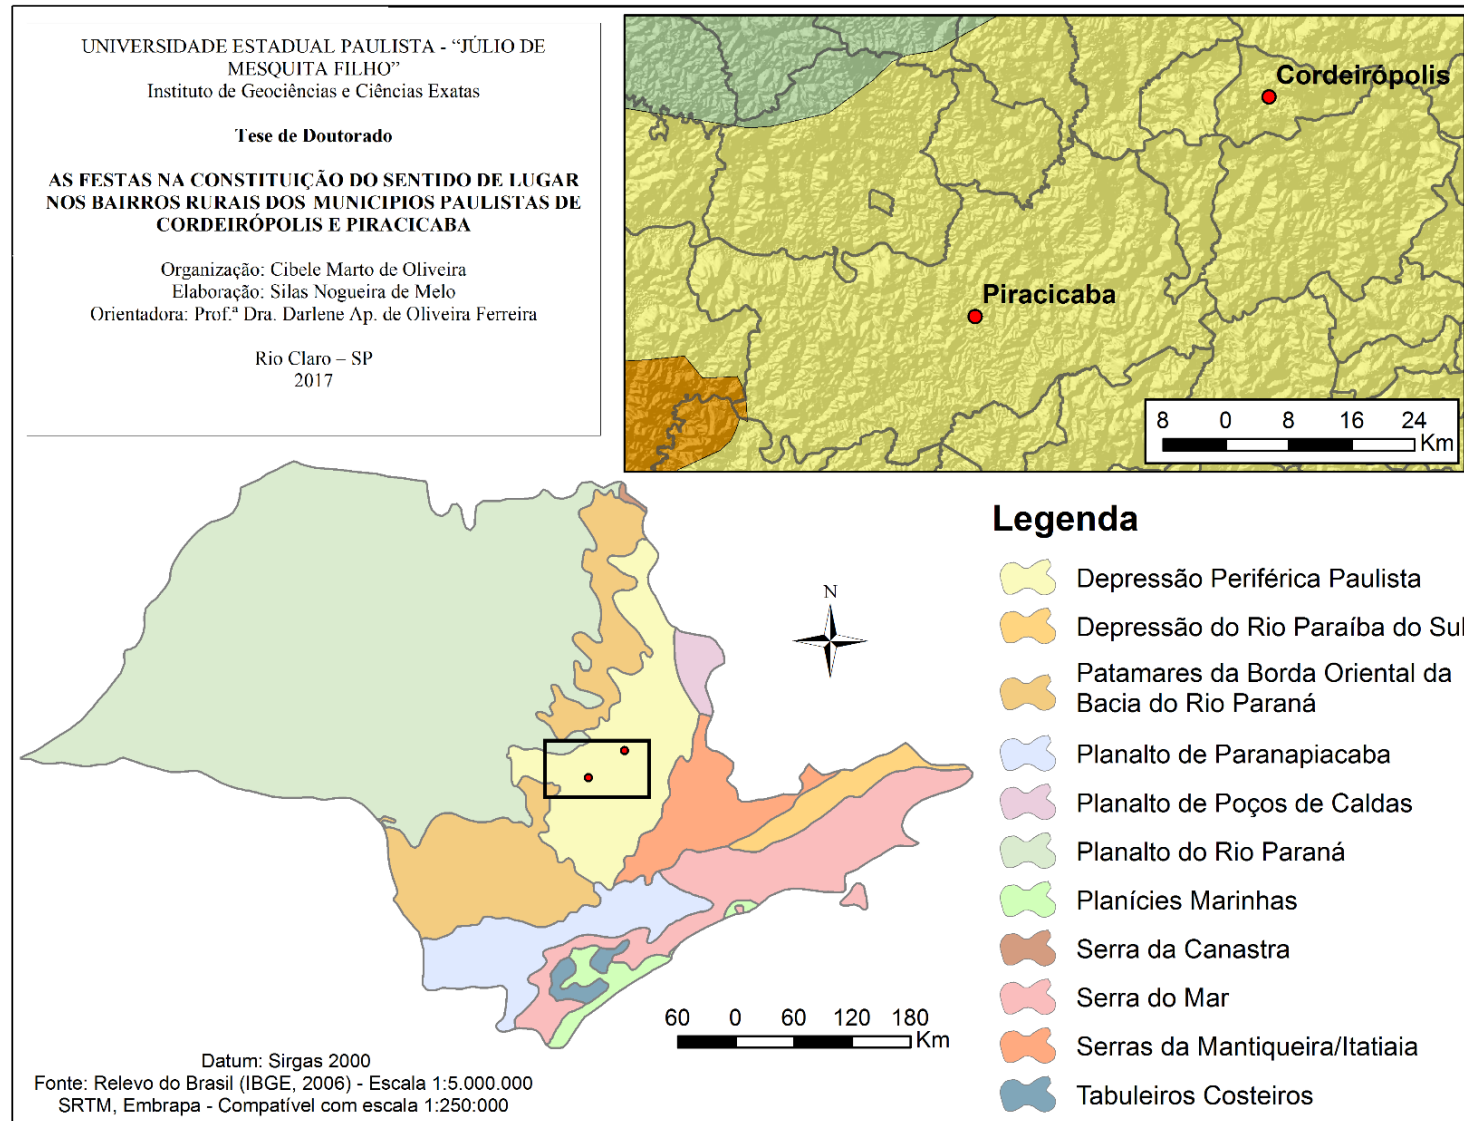 UNIVERSIDADE ESTADUAL PAULISTA - “JÚLIO DE
MESQUITA FILHO”
Instituto de Geociências e Ciências Exatas
Tese de Doutorado
AS FESTAS NA CONSTITUIÇÃO DO SENTIDO DE LUGAR
NOS BAIRROS RURAIS DOS MUNICIPIOS PAULISTAS DE
CORDEIRÓPOLIS E PIRACICABA
Organização: Cibele Marto de Oliveira
Elaboração: Silas Nogueira de Melo
Orientadora: Prof.ª Dra. Darlene Ap. de Oliveira Ferreira
Rio Claro – SP
2017
Cordeirópolis
Piracicaba
8 0 8 16 24
Km
Legenda
Depressão Periférica Paulista
Depressão do Rio Paraíba do Sul
Patamares da Borda Oriental da
Bacia do Rio Paraná
Planalto de Paranapiacaba
Planalto de Poços de Caldas
Planalto do Rio Paraná
Planícies Marinhas
Serra da Canastra
Serra do Mar
Serras da Mantiqueira/Itatiaia
Tabuleiros Costeiros
N
60 0 60 120 180
Km
Datum: Sirgas 2000
Fonte: Relevo do Brasil (IBGE, 2006) - Escala 1:5.000.000
SRTM, Embrapa - Compatível com escala 1:250:000